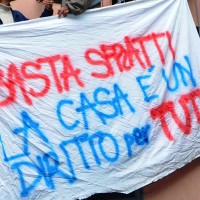 BASTA SFRATTI
LA CASA E' UN
DIRITTO per TUTTI